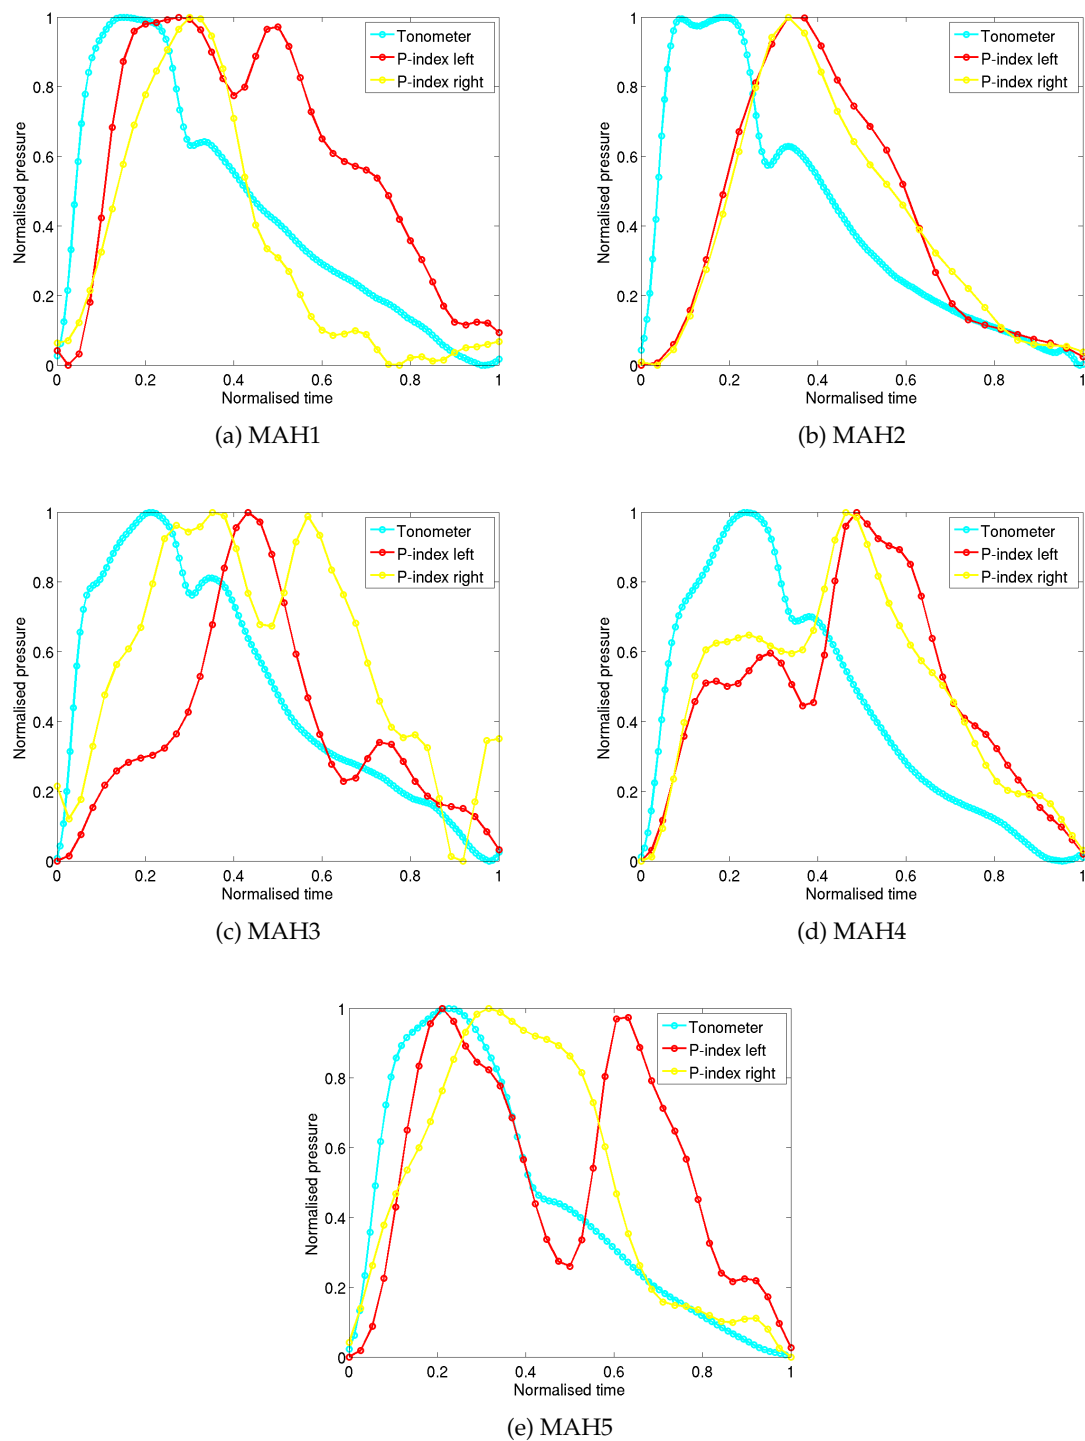 Normalised pressure
1
0.8
0.6
0.4
0.2
0
0 0.2 0.4 0.6 0.8 1
Normalised time
Tonometer
P-index left
P-index right
(a) MAH1
Normalised pressure
1
0.8
0.6
0.4
0.2
0
0 0.2 0.4 0.6 0.8 1
Normalised time
Tonometer
P-index left
P-index right
(b) MAH2
Normalised pressure
1
0.8
0.6
0.4
0.2
0
0 0.2 0.4 0.6 0.8 1
Normalised time
Tonometer
P-index left
P-index right
(c) MAH3
Normalised pressure
1
0.8
0.6
0.4
0.2
0
0 0.2 0.4 0.6 0.8 1
Normalised time
Tonometer
P-index left
P-index right
(d) MAH4
Normalised pressure
1
0.8
0.6
0.4
0.2
0
0 0.2 0.4 0.6 0.8 1
Normalised time
Tonometer
P-index left
P-index right
(e) MAH5